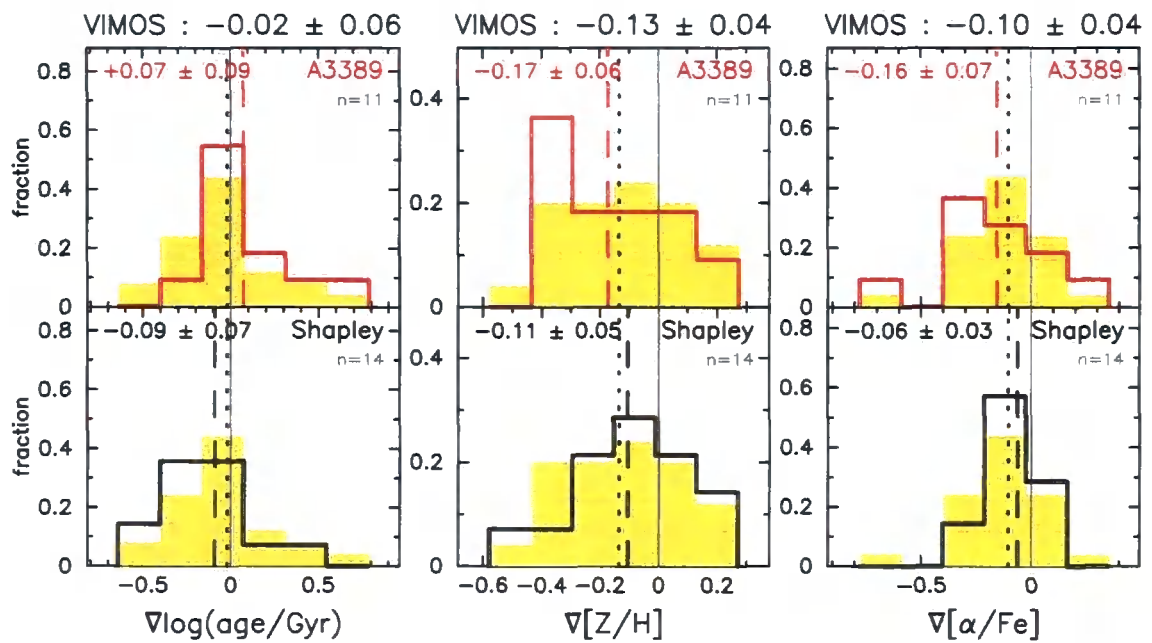 VIMOS : −0.02 ± 0.06
VIMOS : −0.13 ± 0.04
VIMOS : −0.10 ± 0.04
+0.07 ± 0.09 A3389
n=11
−0.17 ± 0.06 A3389
n=11
−0.16 ± 0.07 A3389
n=11
0.8
0.6
0.4
0.2
0
fraction
0.4
0.2
0
0.8
0.6
0.4
0.2
0
−0.09 ± 0.07 Shapley
n=14
−0.11 ± 0.05 Shapley
n=14
−0.06 ± 0.03 Shapley
n=14
0.8
0.6
0.4
0.2
0
fraction
0.4
0.2
0
0.8
0.6
0.4
0.2
0
−0.5 0 0.5
−0.6 −0.4 −0.2 0 0.2
−0.5 0
∇log(age/Gyr)
∇[Z/H]
∇[α/Fe]